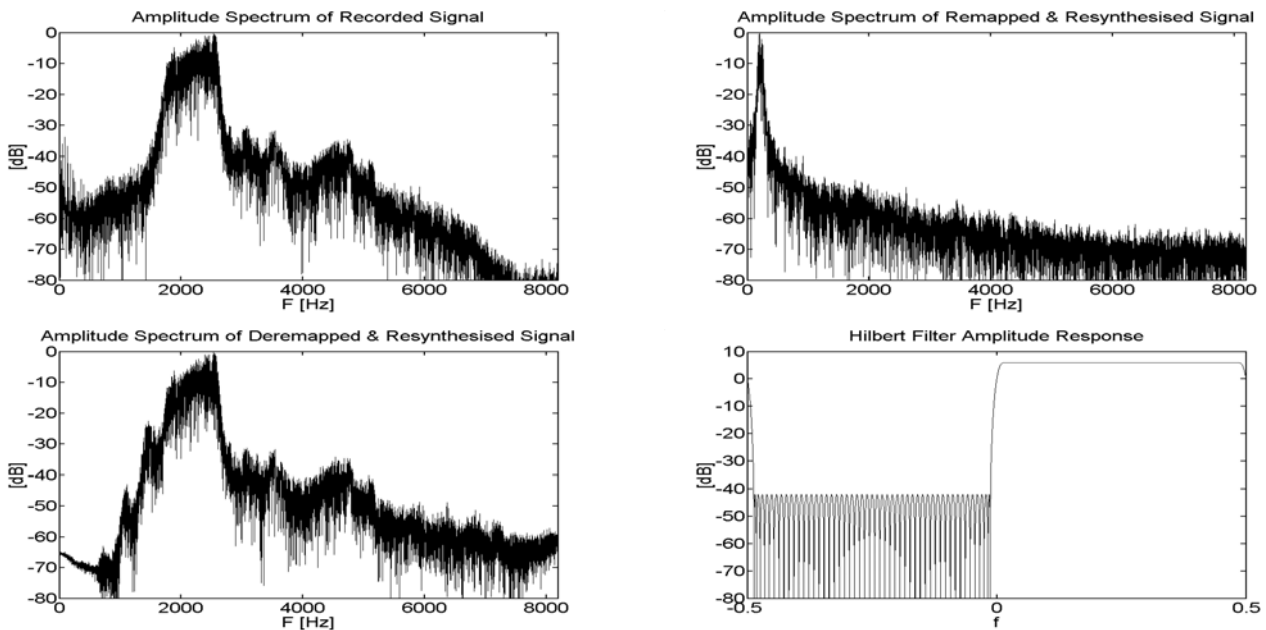 Amplitude Spectrum of Recorded Signal
0
-10
-20
-30
-40
-50
-60
-70
-80
[dB]
0 2000 4000 6000 8000
F [Hz]
Amplitude Spectrum of Remapped & Resynthesised Signal
0
-10
-20
-30
-40
-50
-60
-70
-80
[dB]
0 2000 4000 6000 8000
F [Hz]
Amplitude Spectrum of Deremapped & Resynthesised Signal
0
-10
-20
-30
-40
-50
-60
-70
-80
[dB]
0 2000 4000 6000 8000
F [Hz]
Hilbert Filter Amplitude Response
10
0
-10
-20
-30
-40
-50
-60
-70
-80
[dB]
-0.5 0 0.5
f